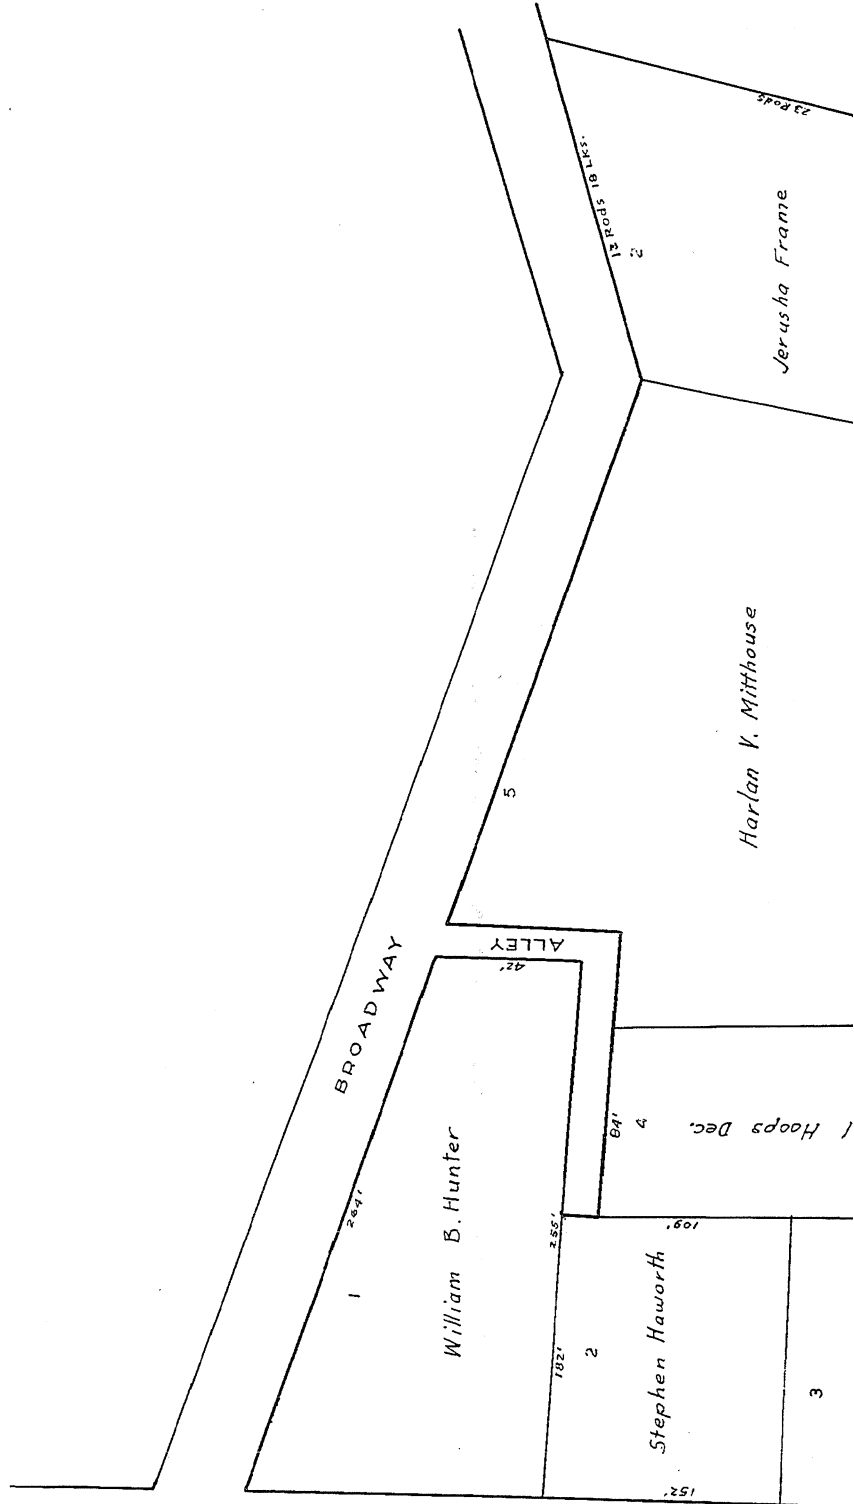 23 Rods
13 Rods 18 Lks.
2
Jerusha Frame
Harlan V. Mitthouse
5
ALLEY
42'
BROADWAY
264'
1
William B. Hunter
255'
84'
4
Hoops Dec.
109'
182'
2
Stephen Haworth
3
152'